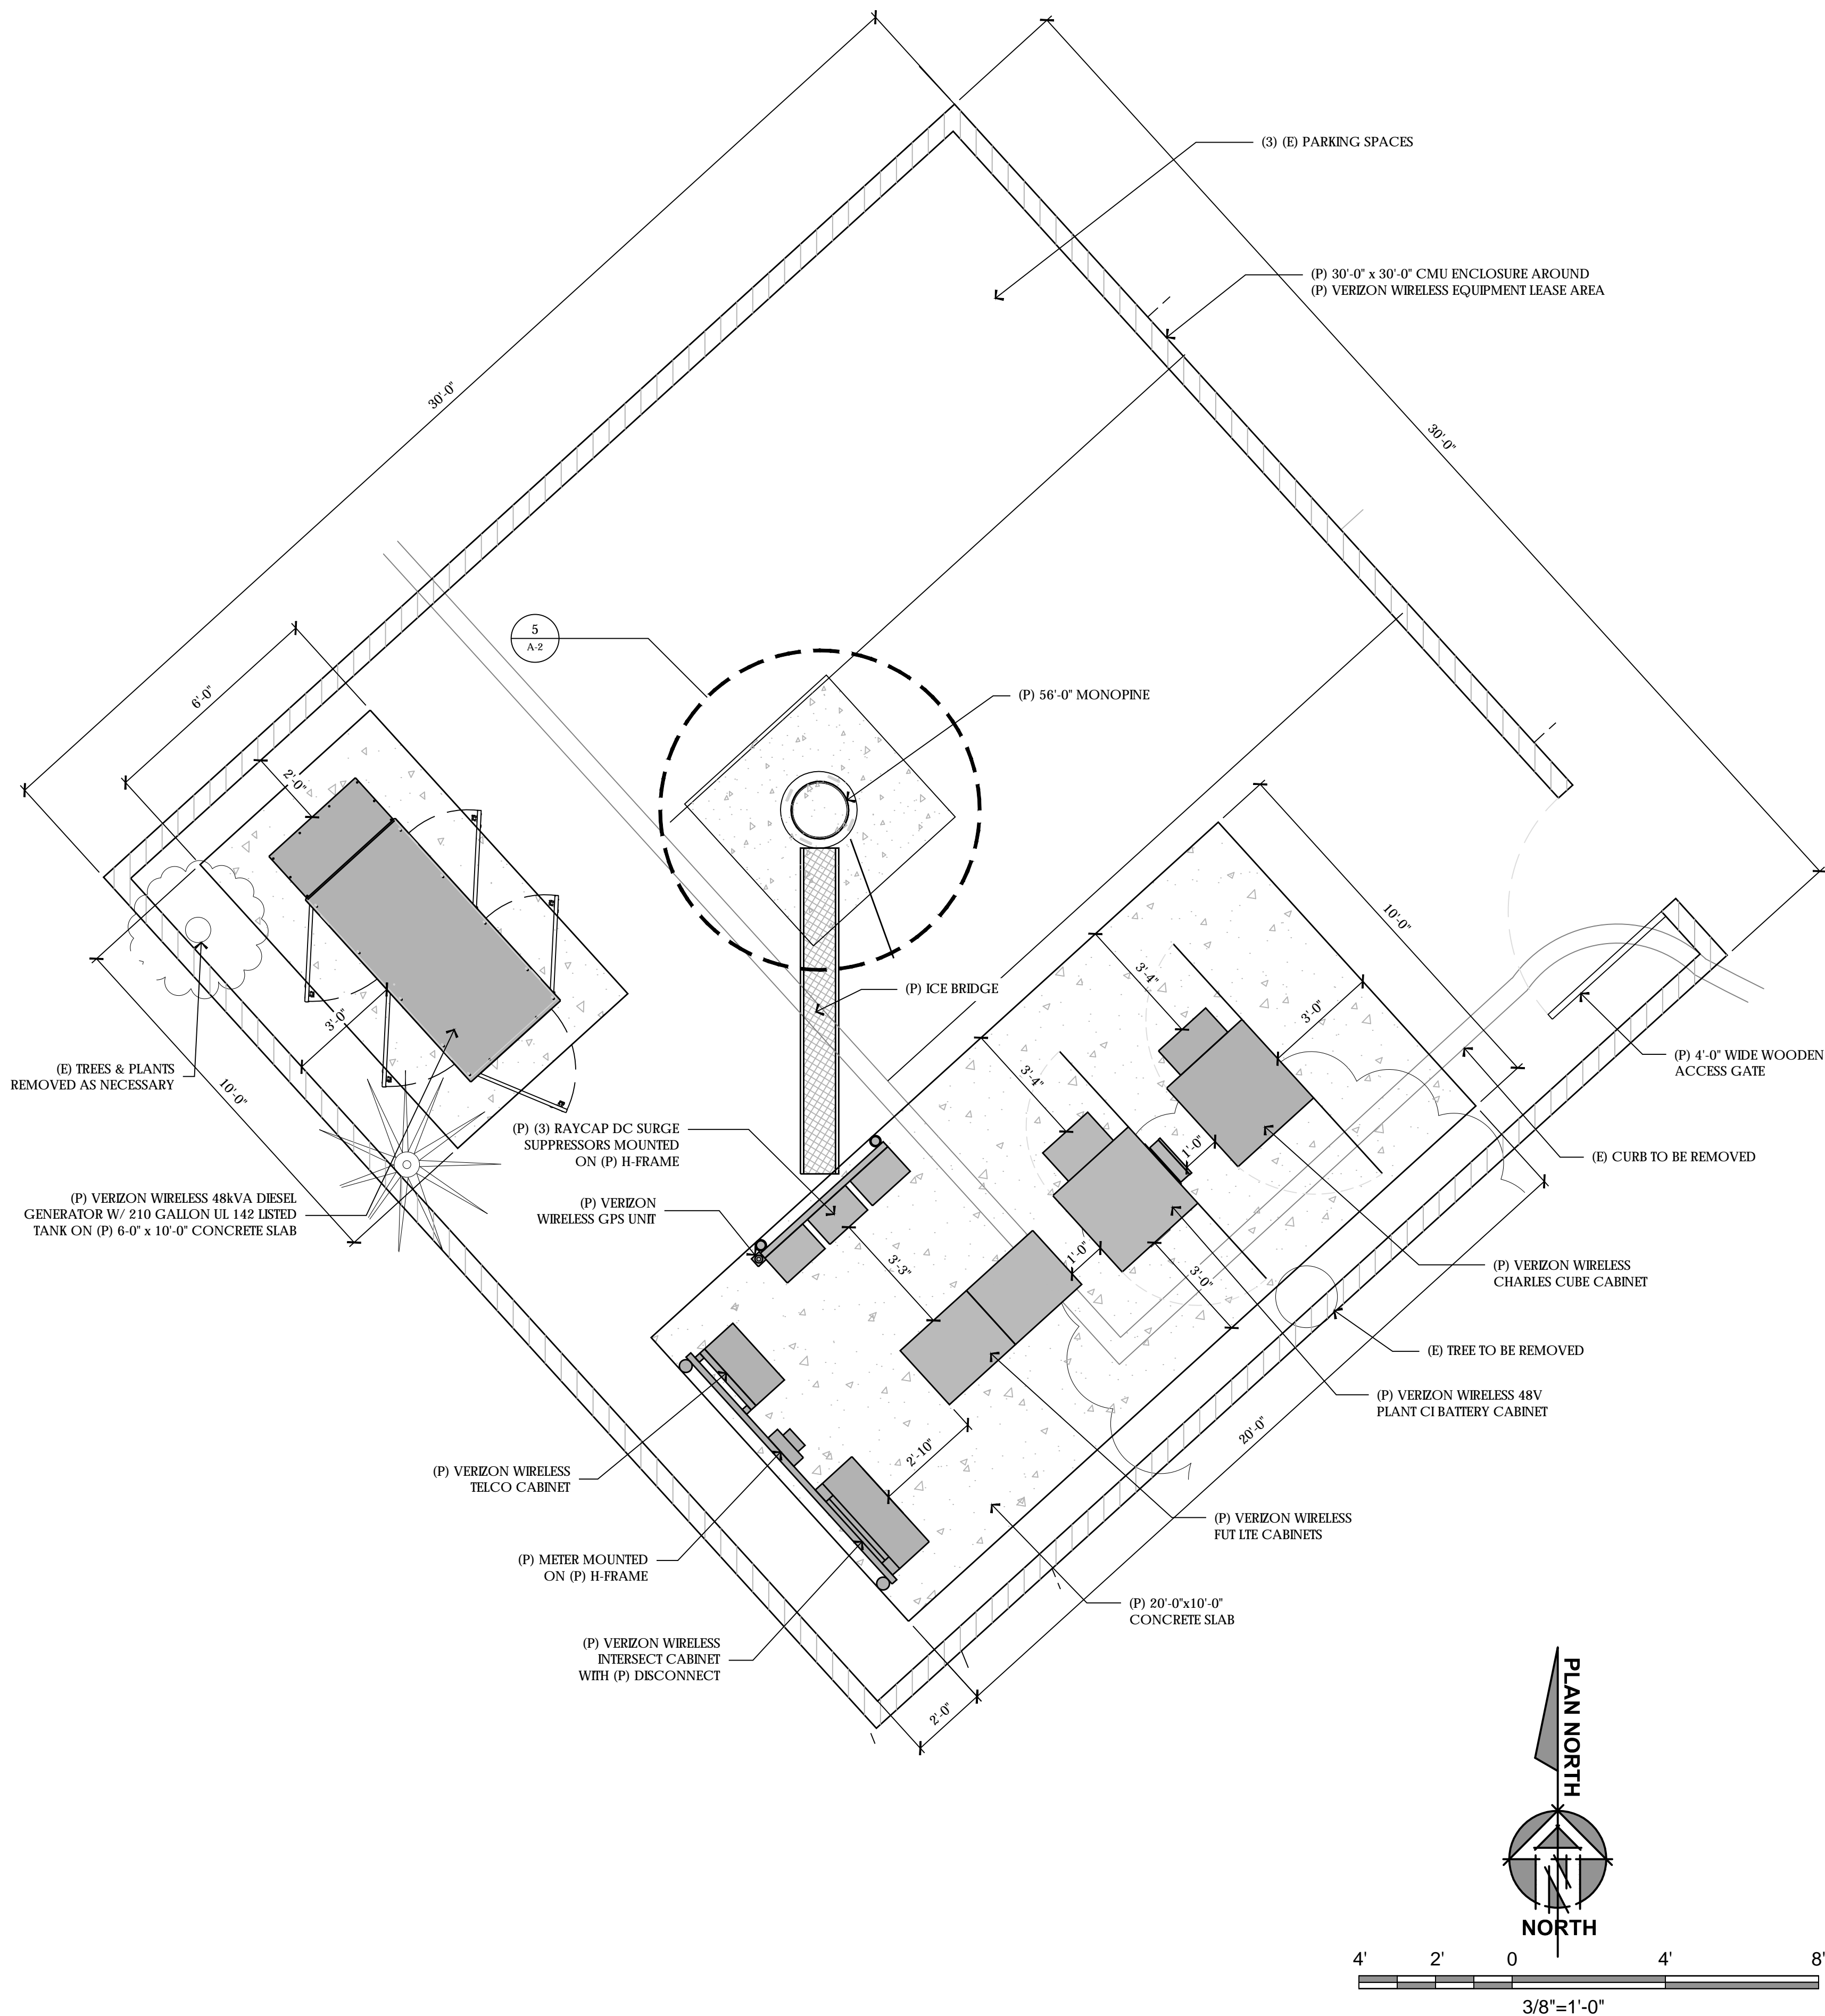 (3) (E) PARKING SPACES
(P) 30'-0" x 30'-0" CMU ENCLOSURE AROUND
(P) VERIZON WIRELESS EQUIPMENT LEASE AREA
30'-0"
30'-0"
5
A-2
6'-0"
(P) 56'-0" MONOPINE
2'-0"
10'-0"
3'-4"
(P) ICE BRIDGE
3'-0"
3'-0"
(P) 4'-0" WIDE WOODEN
ACCESS GATE
(E) TREES & PLANTS
REMOVED AS NECESSARY
10'-0"
3'-4"
(P) (3) RAYCAP DC SURGE
SUPPRESSORS MOUNTED
ON (P) H-FRAME
1'-0"
(E) CURB TO BE REMOVED
(P) VERIZON WIRELESS 48kVA DIESEL
GENERATOR W/ 210 GALLON UL 142 LISTED
TANK ON (P) 6-0" x 10'-0" CONCRETE SLAB
(P) VERIZON
WIRELESS GPS UNIT
3'-3"
1'-0"
3'-0"
(P) VERIZON WIRELESS
CHARLES CUBE CABINET
(E) TREE TO BE REMOVED
(P) VERIZON WIRELESS 48V
PLANT CI BATTERY CABINET
20'-0"
2'-10"
(P) VERIZON WIRELESS
TELCO CABINET
(P) VERIZON WIRELESS
FUT LTE CABINETS
(P) METER MOUNTED
ON (P) H-FRAME
(P) 20'-0"x10'-0"
CONCRETE SLAB
(P) VERIZON WIRELESS
INTERSECT CABINET
WITH (P) DISCONNECT
2'-0"
PLAN NORTH
N
NORTH
4' 2' 0 4' 8'
3/8"=1'-0"